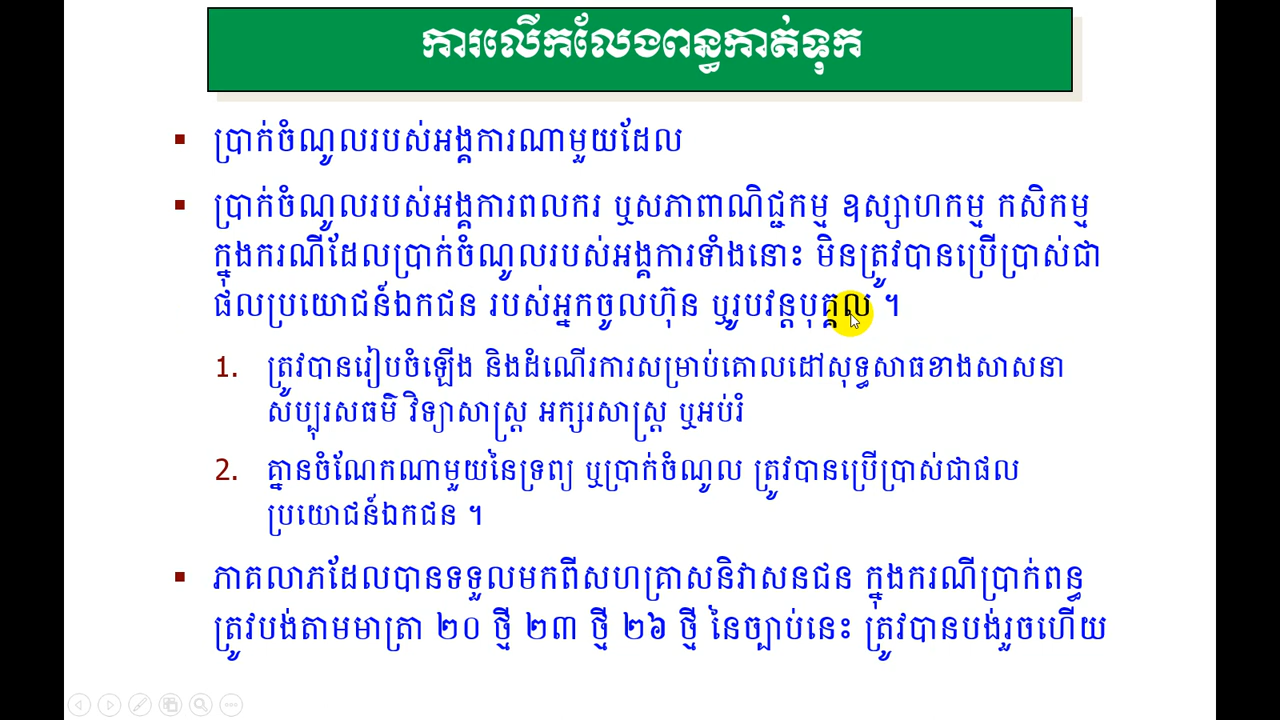 ការលើកលែងពន្ធកាត់ទុក
ប្រាក់ចំណូលរបស់អង្គការណាមួយដែល
ប្រាក់ចំណូលរបស់អង្គការពលករ ឬសភាពាណិជ្ជកម្ម ឧស្សាហកម្ម កសិកម្ម
ក្នុងករណីដែលប្រាក់ចំណូលរបស់អង្គការទាំងនោះ មិនត្រូវបានប្រើប្រាស់ជា
ផលប្រយោជន៍ឯកជន របស់អ្នកចូលហ៊ុន ឬរូបវន្តបុគ្គល ។
1. ត្រូវបានរៀបចំឡើង និងដំណើរការសម្រាប់គោលដៅសុទ្ធសាធខាងសាសនា
សប្បុរសធម៌ វិទ្យាសាស្ត្រ អក្សរសាស្ត្រ ឬអប់រំ
2. គ្មានចំណែកណាមួយនៃទ្រព្យ ឬប្រាក់ចំណូល ត្រូវបានប្រើប្រាស់ជាផល
ប្រយោជន៍ឯកជន ។
ភាគលាភដែលបានទទួលមកពីសហគ្រាសនិវាសនជន ក្នុងករណីប្រាក់ពន្ធ
ត្រូវបង់តាមមាត្រា ២០ ថ្មី ២៣ ថ្មី ២៦ ថ្មី នៃច្បាប់នេះ ត្រូវបានបង់រួចហើយ